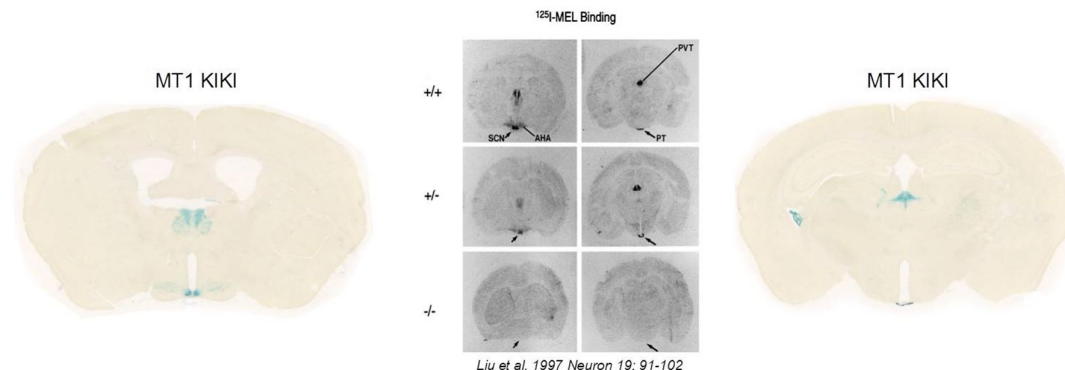 ¹²⁵I-MEL Binding
MT1 KIKI
+/+
PVT
SCN
AHA
PT
+/-
-/-
MT1 KIKI
Liu et al. 1997 Neuron 19: 91-102